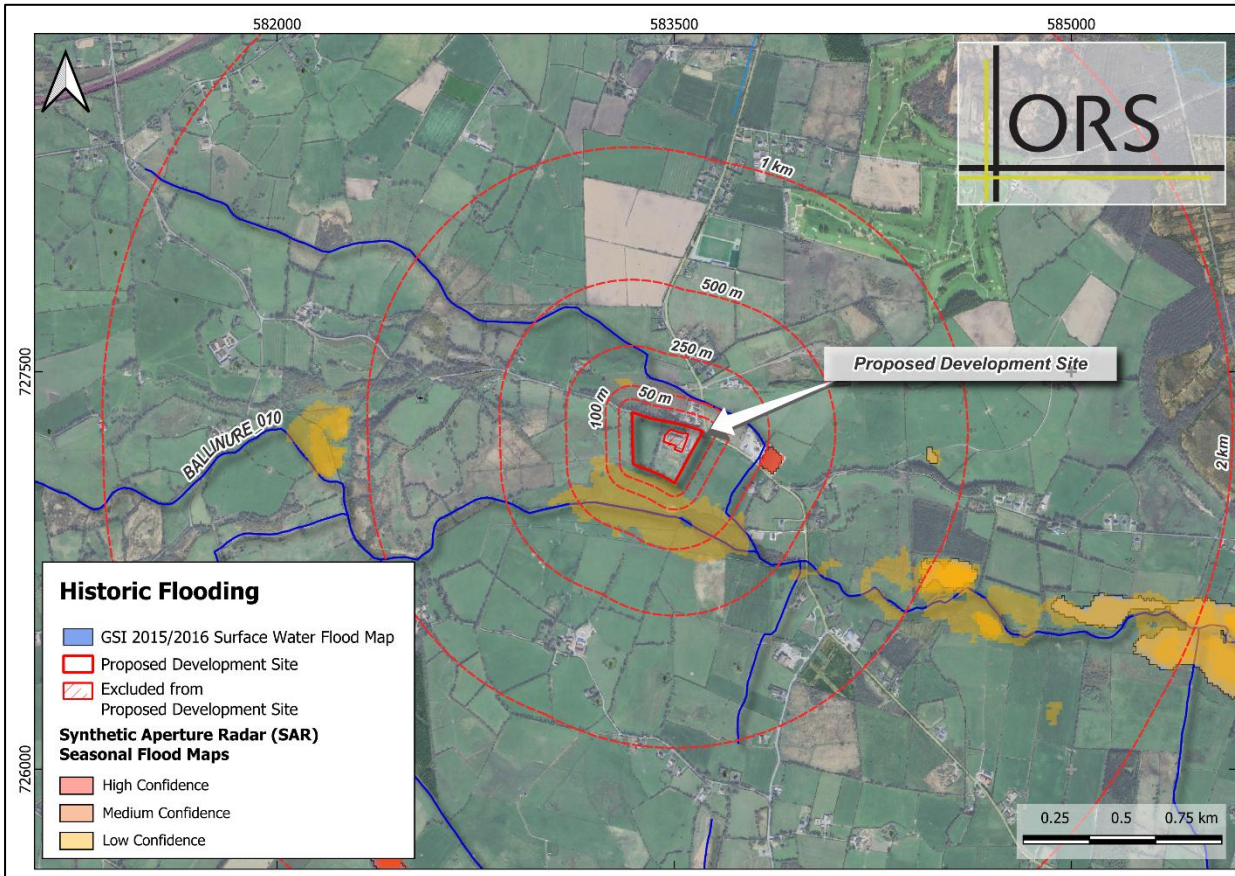 582000
583500
585000
ORS
1 km
500 m
250 m
Proposed Development Site
727500
50 m
100 m
BALLINURE_010
2 km
Historic Flooding
GSI 2015/2016 Surface Water Flood Map
Proposed Development Site
Excluded from
Proposed Development Site
Synthetic Aperture Radar (SAR)
Seasonal Flood Maps
High Confidence
Medium Confidence
Low Confidence
726000
0.25 0.5 0.75 km